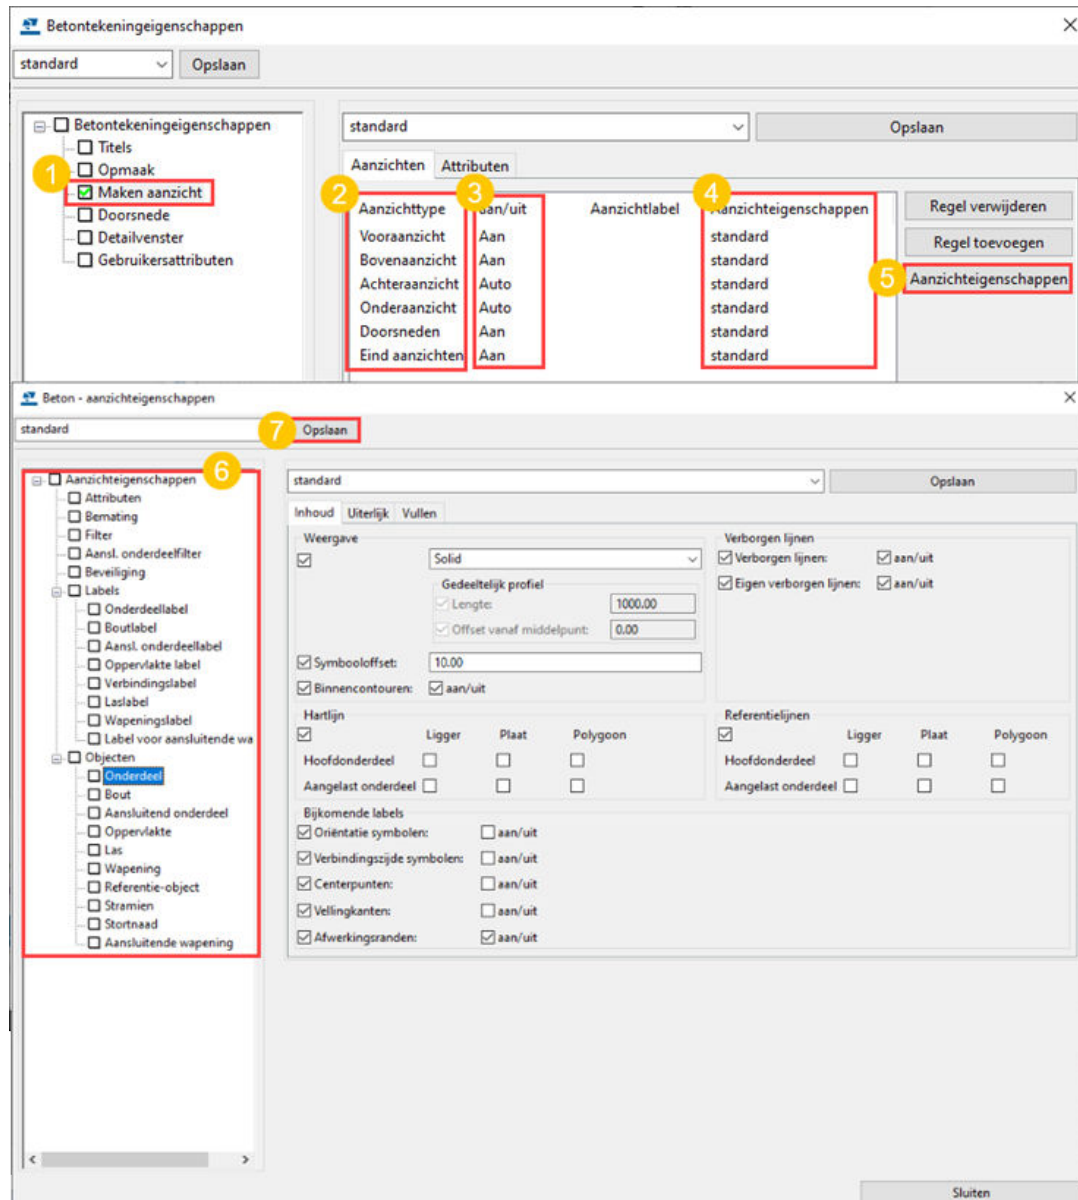 Betontekeningeigenschappen
standard Opslaan
Betontekeningeigenschappen
Titels
Opmaak
1 Maken aanzicht
Doorsnede
Detailvenster
Gebruikersattributen
standard Opslaan
Aanzichten Attributen
2 3 4
Aanzichttype aan/uit Aanzichtlabel Aanzichteigenschappen
Vooraanzicht Aan standard
Bovenaanzicht Aan standard
Achteraanzicht Auto standard
Onderaanzicht Auto standard
Doorsneden Aan standard
Eind aanzichten Aan standard
Regel verwijderen
Regel toevoegen
5 Aanzichteigenschappen
Beton - aanzichteigenschappen
standard 7 Opslaan
6
Aanzichteigenschappen
Attributen
Bemating
Filter
Aansl. onderdeelfilter
Beveiliging
Labels
Onderdeellabel
Boutlabel
Aansl. onderdeellabel
Oppervlakte label
Verbindingslabel
Laslabel
Wapeningslabel
Label voor aansluitende wa
Objecten
Onderdeel
Bout
Aansluitend onderdeel
Oppervlakte
Las
Wapening
Referentie-object
Stramien
Stortnaad
Aansluitende wapening
standard Opslaan
Inhoud Uiterlijk Vullen
Weergave
Solid
Gedeeltelijk profiel
Lengte: 1000.00
Offset vanaf middelpunt: 0.00
Symbooloffset: 10.00
Binnencontouren: aan/uit
Verborgen lijnen
Verborgen lijnen: aan/uit
Eigen verborgen lijnen: aan/uit
Hartlijn
Ligger Plaat Polygoon
Hoofdonderdeel
Aangelast onderdeel
Referentielijnen
Ligger Plaat Polygoon
Hoofdonderdeel
Aangelast onderdeel
Bijkomende labels
Oriëntatie symbolen: aan/uit
Verbindingszijde symbolen: aan/uit
Centerpunten: aan/uit
Vellingkanten: aan/uit
Afwerkingsranden: aan/uit
Sluiten